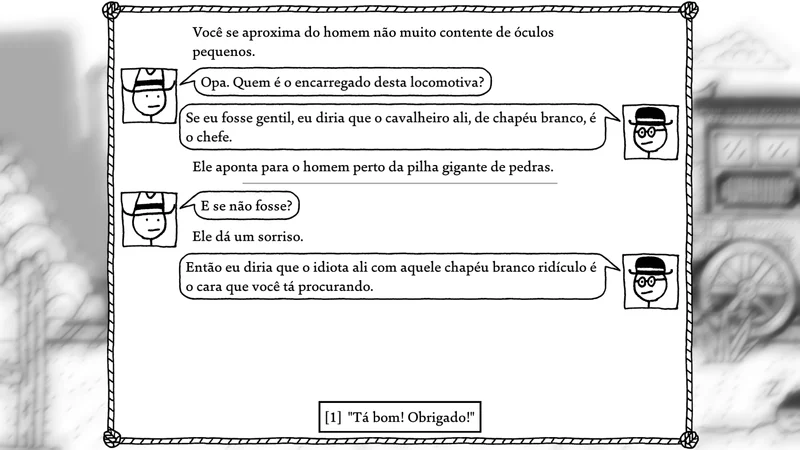 Você se aproxima do homem não muito contente de óculos
pequenos.
Opa. Quem é o encarregado desta locomotiva?
Se eu fosse gentil, eu diria que o cavalheiro ali, de chapéu branco, é
o chefe.
Ele aponta para o homem perto da pilha gigante de pedras.
E se não fosse?
Ele dá um sorriso.
Então eu diria que o idiota ali com aquele chapéu branco ridículo é
o cara que você tá procurando.
[1] "Tá bom! Obrigado!"